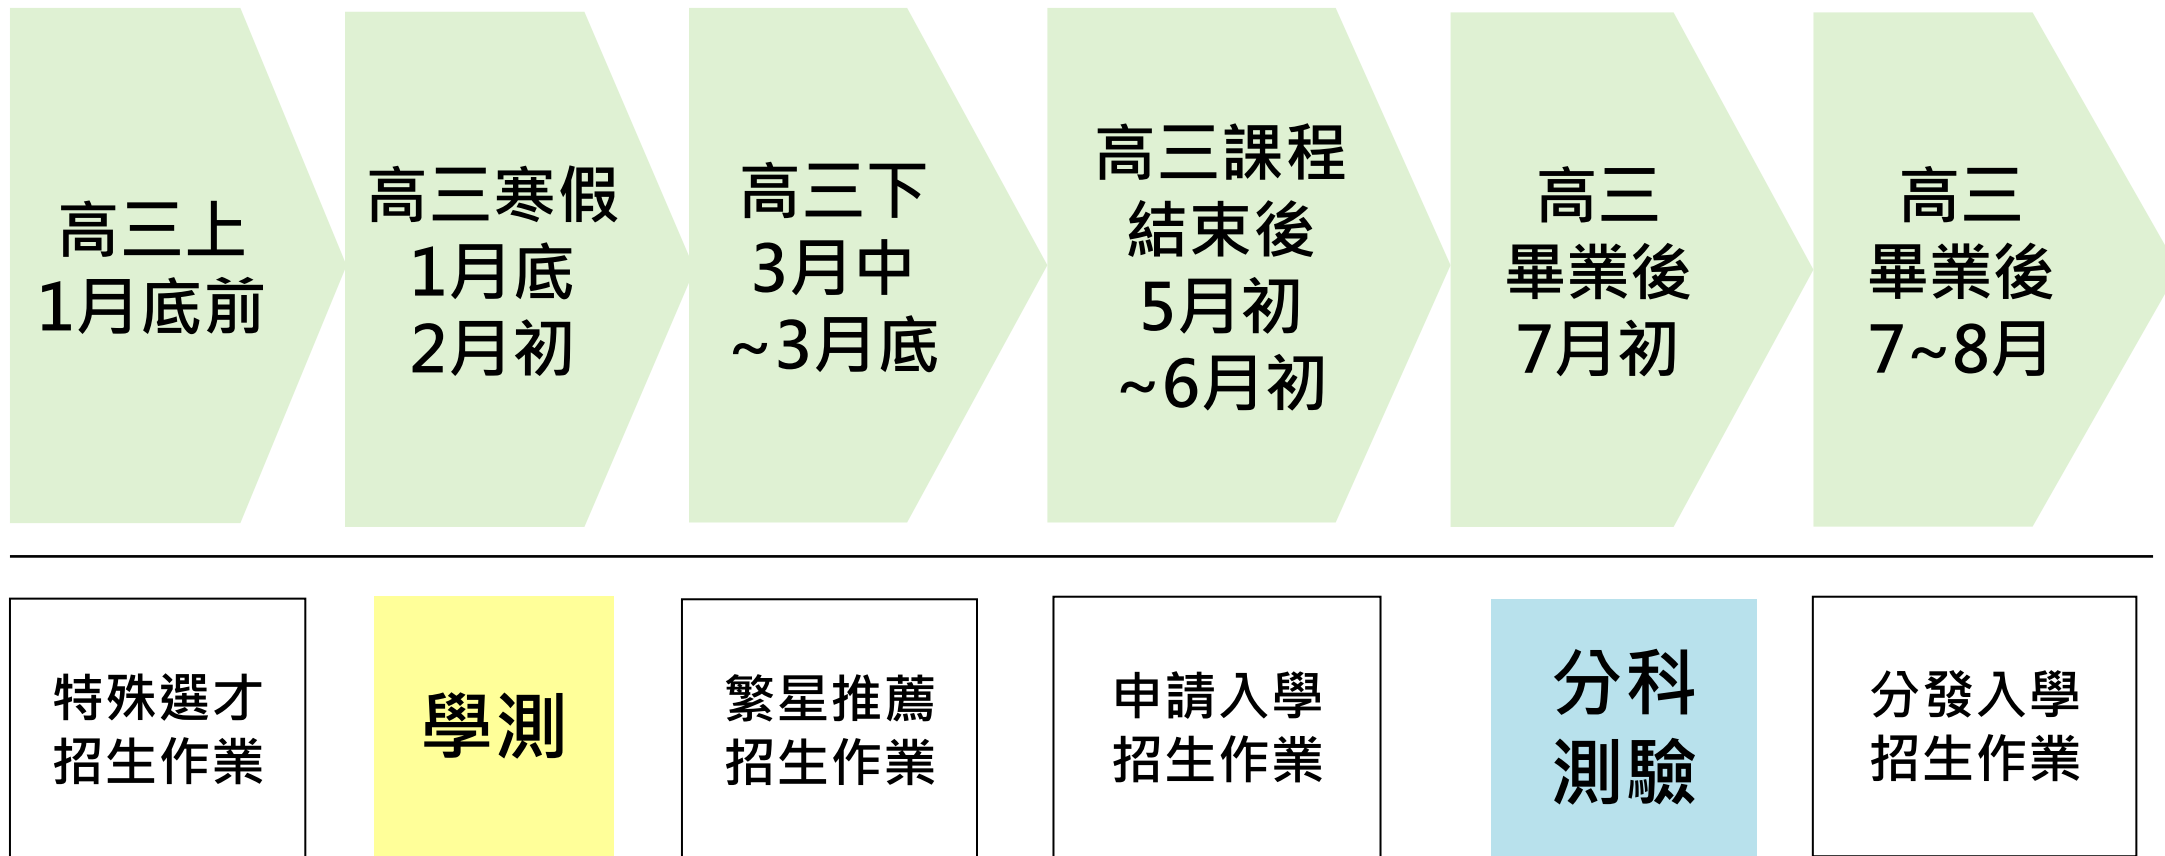 高三上
1月底前
高三寒假
1月底
2月初
高三下
3月中
~3月底
高三課程
結束後
5月初
~6月初
高三
畢業後
7月初
高三
畢業後
7~8月
特殊選才
招生作業
學測
繁星推薦
招生作業
申請入學
招生作業
分科
測驗
分發入學
招生作業